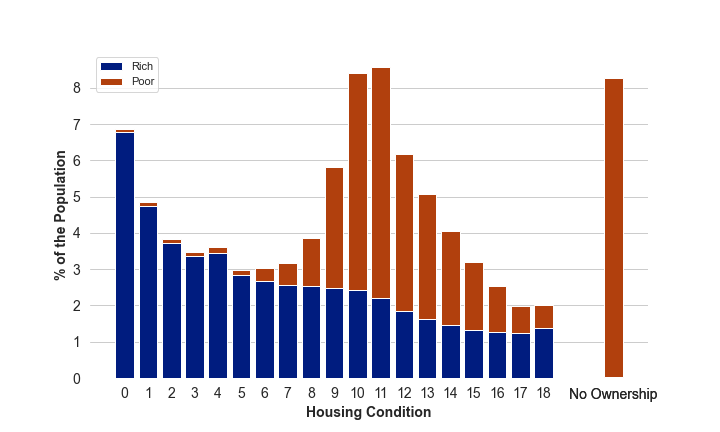 Rich
Poor
% of the Population
8
7
6
5
4
3
2
1
0
0 1 2 3 4 5 6 7 8 9 10 11 12 13 14 15 16 17 18 No Ownership
Housing Condition